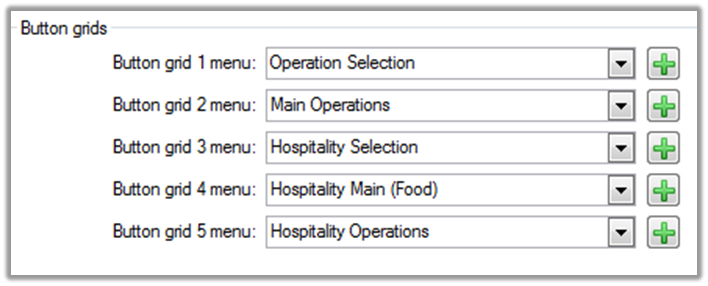 Button grids
Button grid 1 menu: Operation Selection
Button grid 2 menu: Main Operations
Button grid 3 menu: Hospitality Selection
Button grid 4 menu: Hospitality Main (Food)
Button grid 5 menu: Hospitality Operations